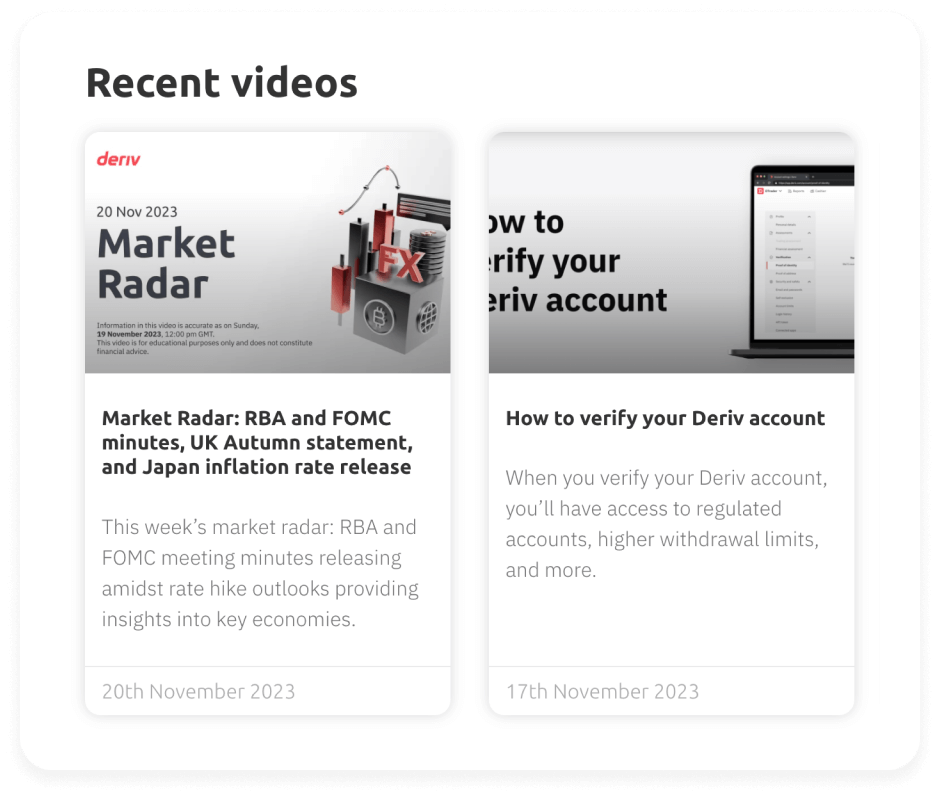 Recent videos
deriv
20 Nov 2023
Market
Radar
FX
Information in this video is accurate as on Sunday,
19 November 2023, 12:00 pm GMT.
This video is for educational purposes only and does not constitute
financial advice.
ow to
erify your
eriv account
Market Radar: RBA and FOMC
minutes, UK Autumn statement,
and Japan inflation rate release
This week’s market radar: RBA and
FOMC meeting minutes releasing
amidst rate hike outlooks providing
insights into key economies.
20th November 2023
How to verify your Deriv account
When you verify your Deriv account,
you’ll have access to regulated
accounts, higher withdrawal limits,
and more.
17th November 2023